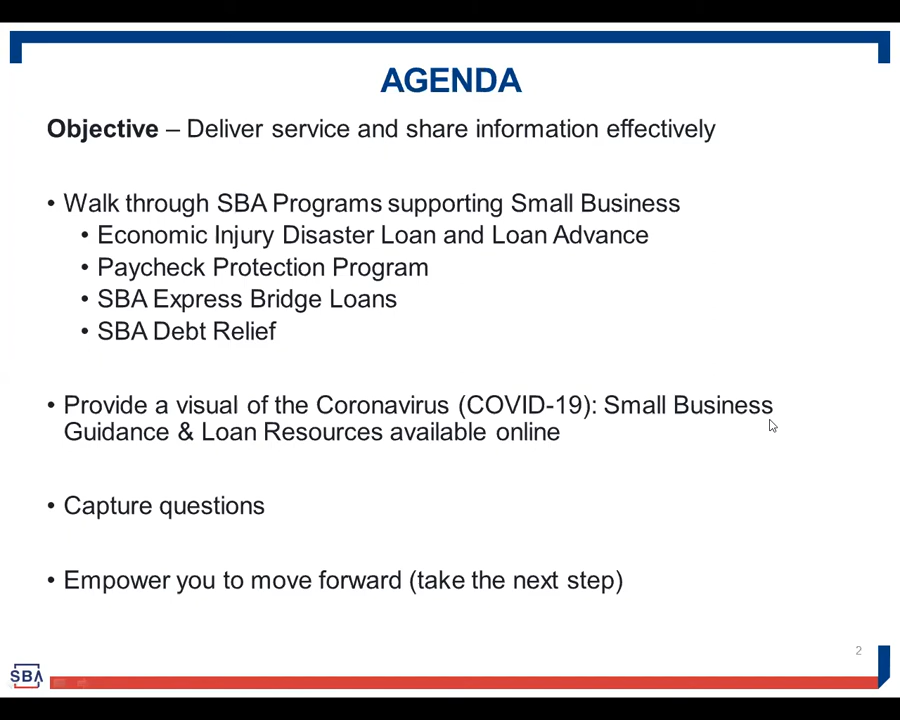 AGENDA
Objective – Deliver service and share information effectively
• Walk through SBA Programs supporting Small Business
• Economic Injury Disaster Loan and Loan Advance
• Paycheck Protection Program
• SBA Express Bridge Loans
• SBA Debt Relief
• Provide a visual of the Coronavirus (COVID-19): Small Business
Guidance & Loan Resources available online
• Capture questions
• Empower you to move forward (take the next step)
2
SBA